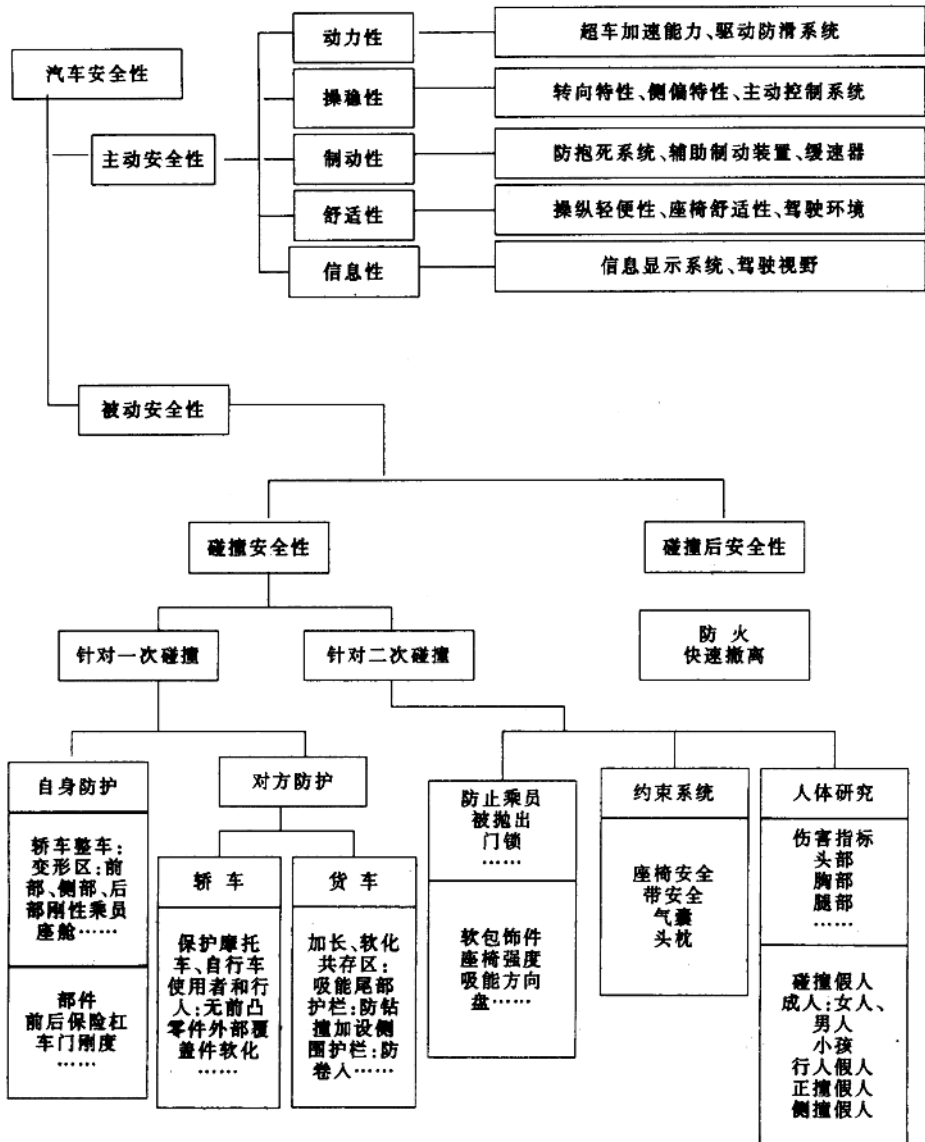 汽车安全性
动力性
超车加速能力、驱动防滑系统
操稳性
转向特性、侧偏特性、主动控制系统
主动安全性
制动性
防抱死系统、辅助制动装置、缓速器
舒适性
操纵轻便性、座椅舒适性、驾驶环境
信息性
信息显示系统、驾驶视野
被动安全性
碰撞安全性
碰撞后安全性
防 火
快速撤离
针对一次碰撞
针对二次碰撞
自身防护
轿车整车：
变形区：前
部、侧部、后
部刚性乘员
座舱……
部件
前后保险杠
车门刚度
……
对方防护
轿 车
保护摩托
车、自行车
使用者和行
人：无前凸
零件外部覆
盖件软化
……
货 车
加长、软化
共存区：
吸能尾部
护栏：防钻
撞加设侧
围护栏：防
卷人……
防止乘员
被抛出
门锁
……
软包饰件
座椅强度
吸能方向
盘……
约束系统
座椅安全
带安全
气囊
头枕
人体研究
伤害指标
头部
胸部
腿部
……
碰撞假人
成人：女人、
男人
小孩
行人假人
正撞假人
侧撞假人